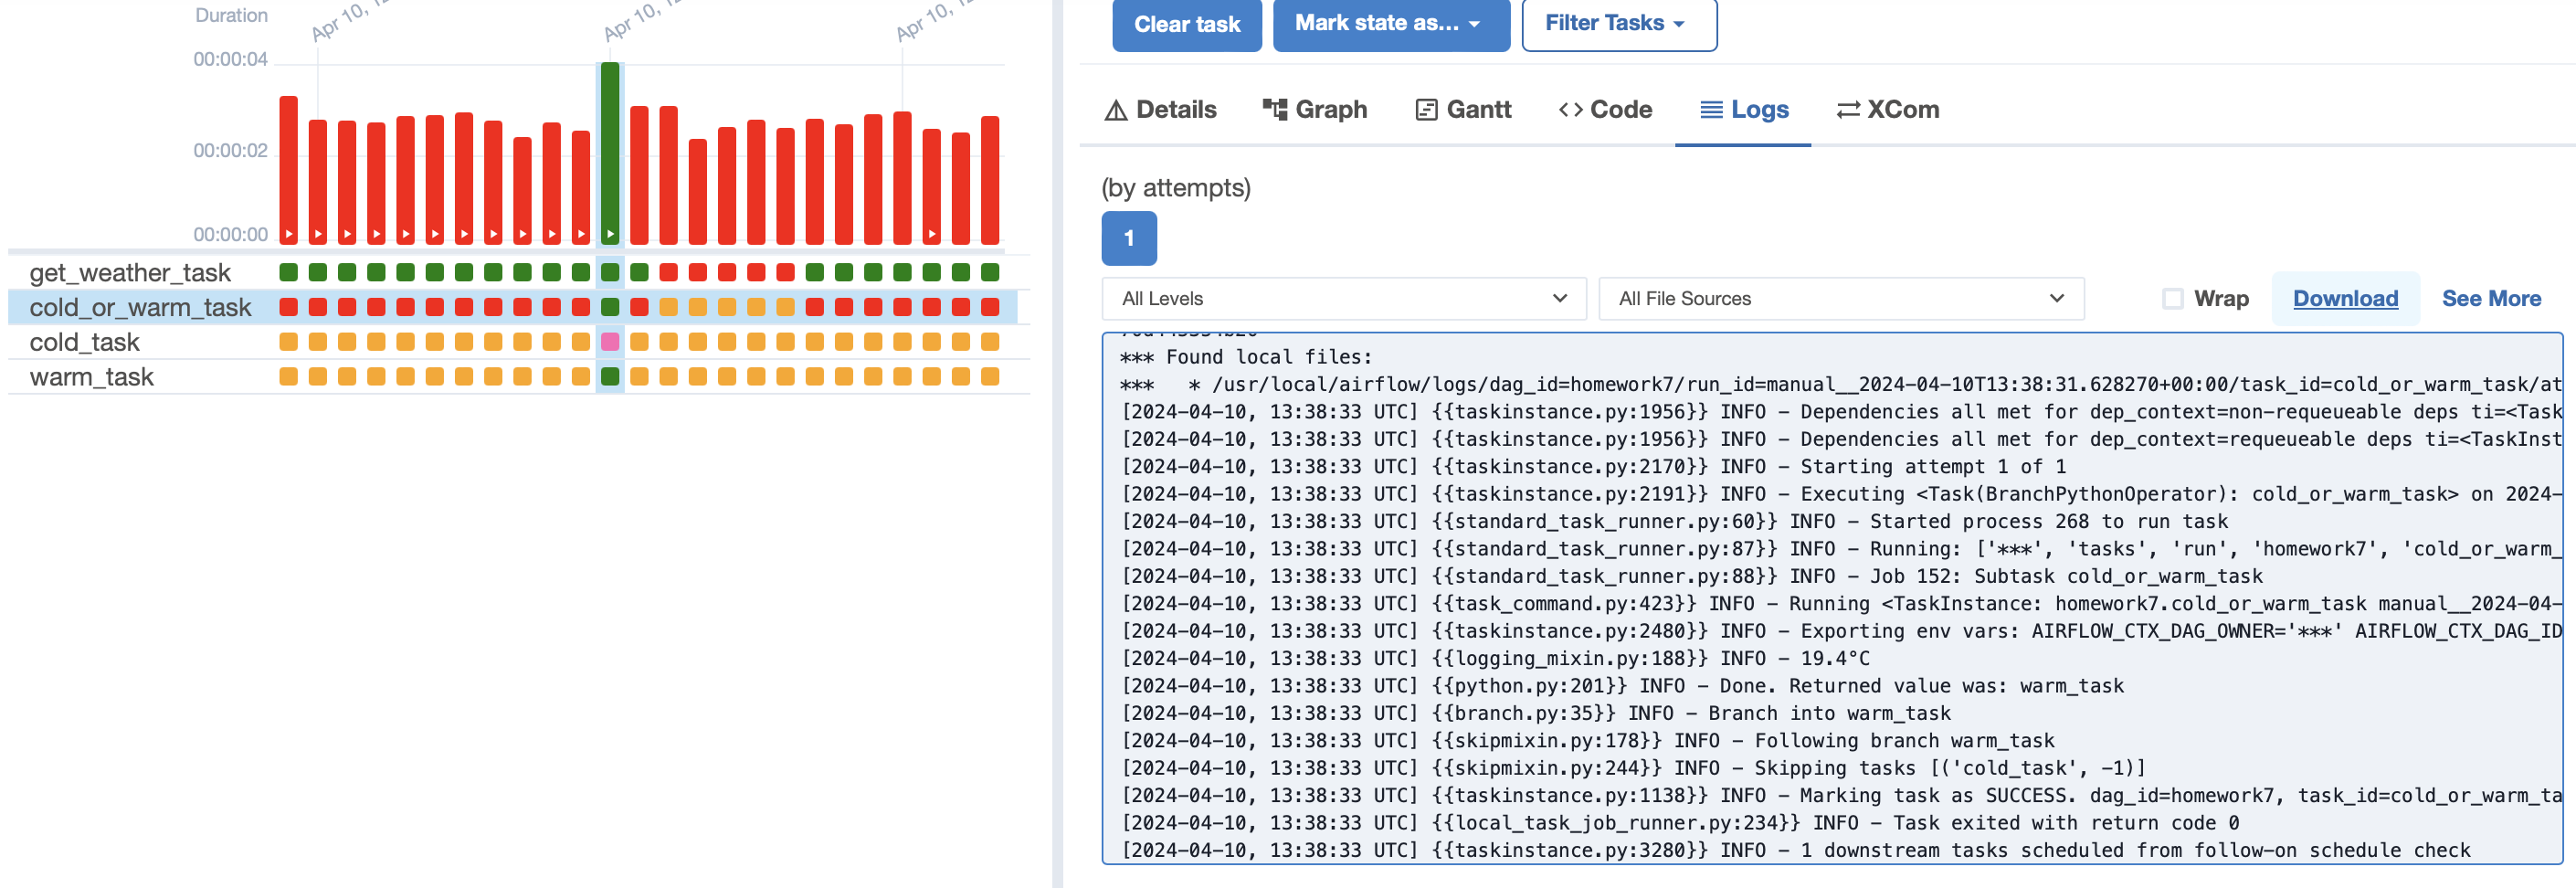 Duration
Apr 10,
Apr 10,
Apr 10,
00:00:04
00:00:02
00:00:00
get_weather_task
cold_or_warm_task
cold_task
warm_task
Clear task
Mark state as...
Filter Tasks
Details
Graph
Gantt
Code
Logs
XCom
(by attempts)
1
All Levels
All File Sources
Wrap
Download
See More
*** Found local files:
***   * /usr/local/airflow/logs/dag_id=homework7/run_id=manual__2024-04-10T13:38:31.628270+00:00/task_id=cold_or_warm_task/at
[2024-04-10, 13:38:33 UTC] {{taskinstance.py:1956}} INFO - Dependencies all met for dep_context=non-requeueable deps ti=<Task
[2024-04-10, 13:38:33 UTC] {{taskinstance.py:1956}} INFO - Dependencies all met for dep_context=requeueable deps ti=<TaskInst
[2024-04-10, 13:38:33 UTC] {{taskinstance.py:2170}} INFO - Starting attempt 1 of 1
[2024-04-10, 13:38:33 UTC] {{taskinstance.py:2191}} INFO - Executing <Task(BranchPythonOperator): cold_or_warm_task> on 2024-
[2024-04-10, 13:38:33 UTC] {{standard_task_runner.py:60}} INFO - Started process 268 to run task
[2024-04-10, 13:38:33 UTC] {{standard_task_runner.py:87}} INFO - Running: ['***', 'tasks', 'run', 'homework7', 'cold_or_warm_
[2024-04-10, 13:38:33 UTC] {{standard_task_runner.py:88}} INFO - Job 152: Subtask cold_or_warm_task
[2024-04-10, 13:38:33 UTC] {{task_command.py:423}} INFO - Running <TaskInstance: homework7.cold_or_warm_task manual__2024-04-
[2024-04-10, 13:38:33 UTC] {{taskinstance.py:2480}} INFO - Exporting env vars: AIRFLOW_CTX_DAG_OWNER='***' AIRFLOW_CTX_DAG_ID
[2024-04-10, 13:38:33 UTC] {{logging_mixin.py:188}} INFO - 19.4°C
[2024-04-10, 13:38:33 UTC] {{python.py:201}} INFO - Done. Returned value was: warm_task
[2024-04-10, 13:38:33 UTC] {{branch.py:35}} INFO - Branch into warm_task
[2024-04-10, 13:38:33 UTC] {{skipmixin.py:178}} INFO - Following branch warm_task
[2024-04-10, 13:38:33 UTC] {{skipmixin.py:244}} INFO - Skipping tasks [('cold_task', -1)]
[2024-04-10, 13:38:33 UTC] {{taskinstance.py:1138}} INFO - Marking task as SUCCESS. dag_id=homework7, task_id=cold_or_warm_ta
[2024-04-10, 13:38:33 UTC] {{local_task_job_runner.py:234}} INFO - Task exited with return code 0
[2024-04-10, 13:38:33 UTC] {{taskinstance.py:3280}} INFO - 1 downstream tasks scheduled from follow-on schedule check